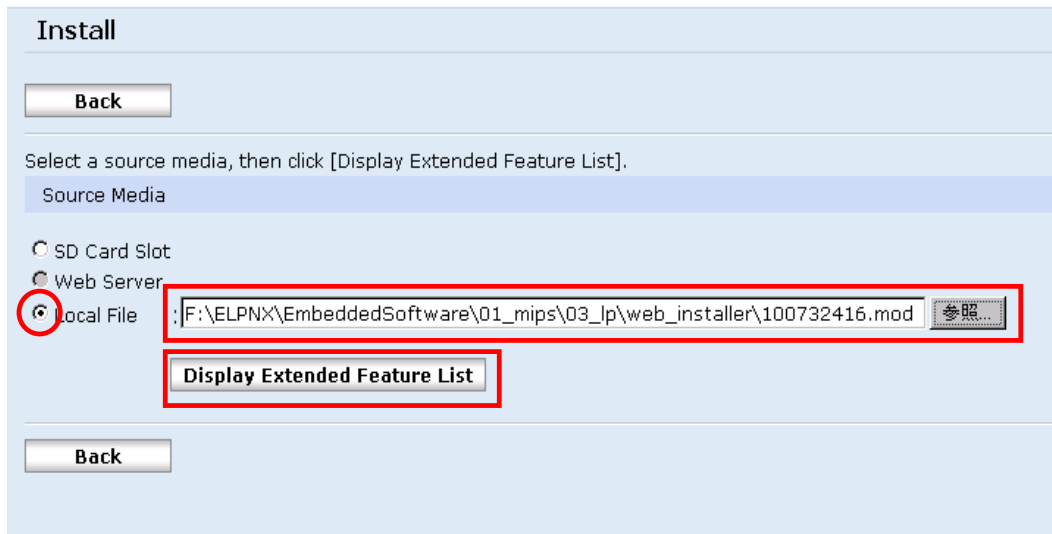 Install
Back
Select a source media, then click [Display Extended Feature List].
Source Media
SD Card Slot
Web Server
Local File : F:\ELPNX\EmbeddedSoftware\01_mips\03_lp\web_installer\100732416.mod 参照...
Display Extended Feature List
Back